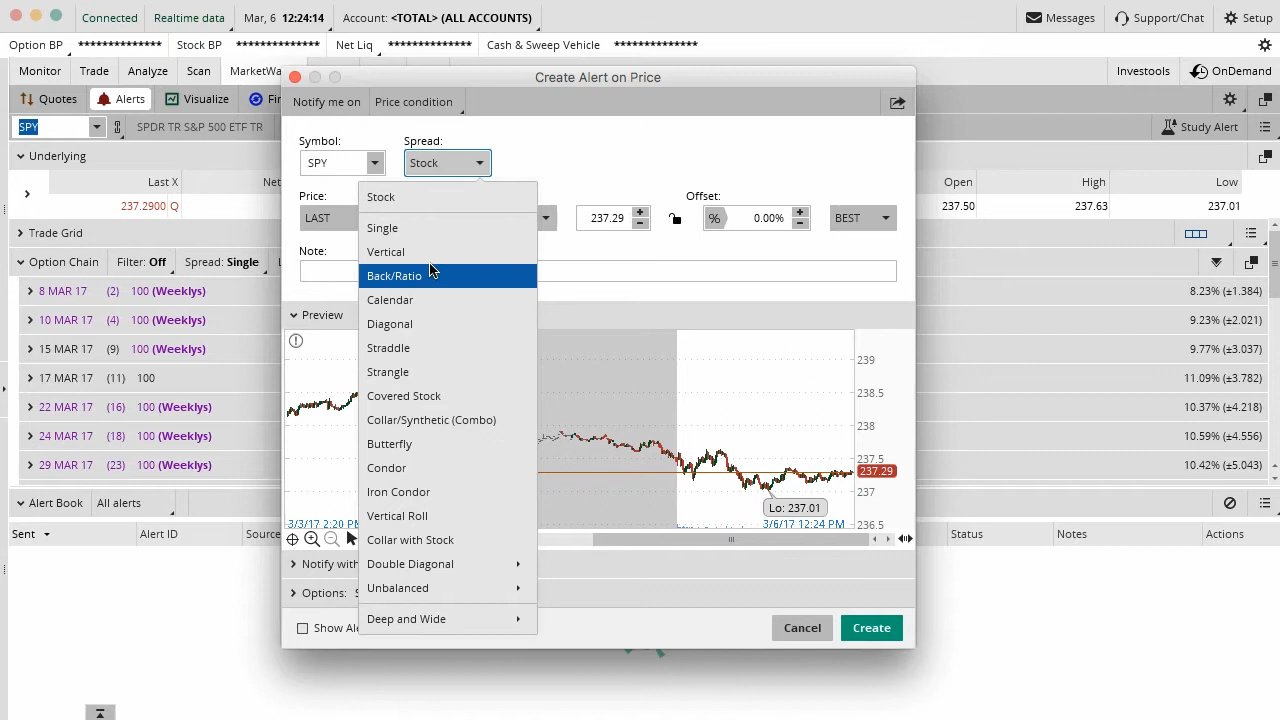 Connected Realtime data Mar, 6 12:24:14 Account: <TOTAL> (ALL ACCOUNTS) Messages Support/Chat Setup
Option BP ************** Stock BP ************** Net Liq ************** Cash & Sweep Vehicle **************
Monitor Trade Analyze Scan MarketWa Investools OnDemand
Create Alert on Price
Quotes Alerts Visualize
Notify me on Price condition
SPY SPDR TR S&P 500 ETF TR Study Alert
Symbol: Spread:
Underlying
SPY Stock
Last X Net Open High Low
237.2900 Q 237.50 237.63 237.01
Price: Offset:
LAST 237.29 % 0.00% BEST
Trade Grid
Note:
Option Chain Filter: Off Spread: Single
Stock
Single
Vertical
Back/Ratio
Calendar
Diagonal
Straddle
Strangle
Covered Stock
Collar/Synthetic (Combo)
Butterfly
Condor
Iron Condor
Vertical Roll
Collar with Stock
Double Diagonal
Unbalanced
Deep and Wide
8 MAR 17 (2) 100 (Weeklys) 8.23% (±1.384)
10 MAR 17 (4) 100 (Weeklys) 9.23% (±2.021)
15 MAR 17 (9) 100 (Weeklys) 9.77% (±3.037)
17 MAR 17 (11) 100 11.09% (±3.782)
22 MAR 17 (16) 100 (Weeklys) 10.37% (±4.218)
24 MAR 17 (18) 100 (Weeklys) 10.59% (±4.556)
29 MAR 17 (23) 100 (Weeklys) 10.42% (±5.043)
Preview
239
238.5
238
237.5
237.29
237
236.5
Lo: 237.01
3/3/17 2:20 PM 3/6/17 12:24 PM
Alert Book All alerts
Sent Alert ID Source Status Notes Actions
Notify with
Options:
Show Ale Cancel Create